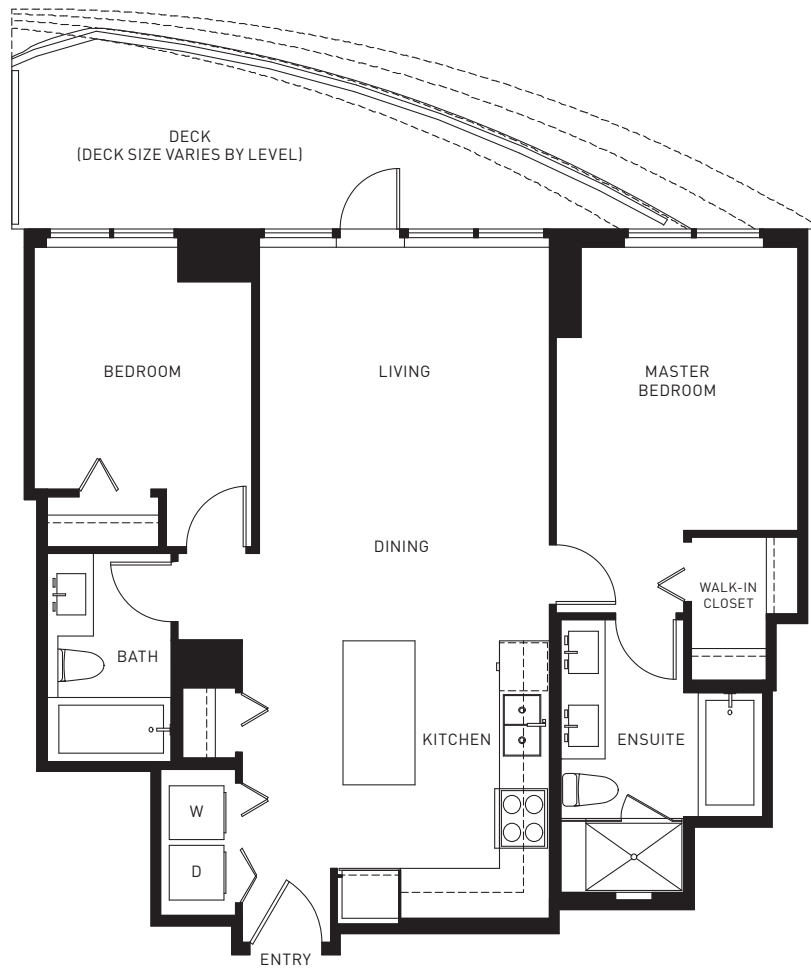 DECK
(DECK SIZE VARIES BY LEVEL)
BEDROOM
LIVING
MASTER
BEDROOM
DINING
WALK-IN
CLOSET
BATH
KITCHEN
ENSUITE
W
D
ENTRY